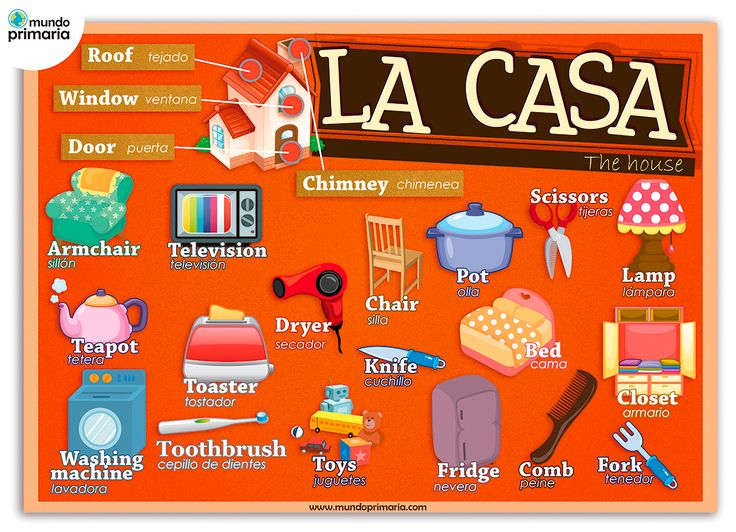 mundo
primaria
Roof tejado
Window ventana
Door puerta
LA CASA
The house
Chimney chimenea
Armchair
sillón
Television
televisión
Scissors
tijeras
Chair
silla
Pot
olla
Lamp
lámpara
Teapot
tetera
Toaster
tostador
Dryer
secador
Knife
cuchillo
Bed
cama
Closet
armario
Washing
machine
lavadora
Toothbrush
cepillo de dientes
Toys
juguetes
Fridge
nevera
Comb
peine
Fork
tenedor
www.mundoprimaria.com